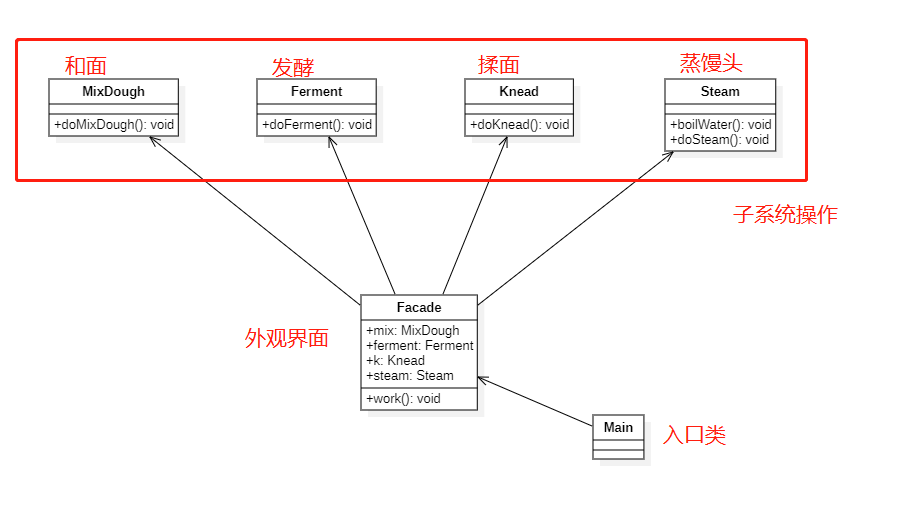 和面
发酵
揉面
蒸馒头
MixDough
Ferment
Knead
Steam
+doMixDough(): void
+doFerment(): void
+doKnead(): void
+boilWater(): void
+doSteam(): void
子系统操作
外观界面
Facade
+mix: MixDough
+ferment: Ferment
+k: Knead
+steam: Steam
+work(): void
Main
入口类